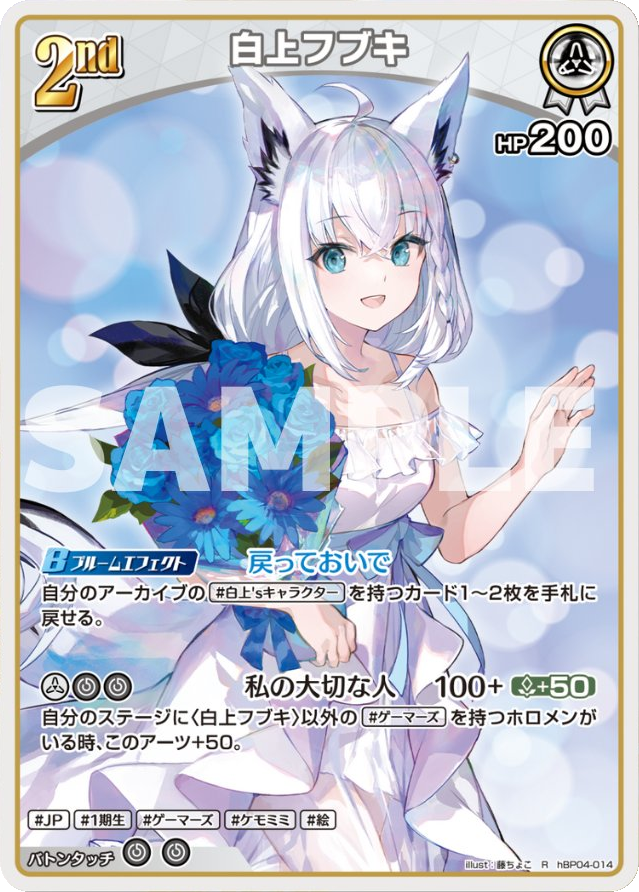 2nd
白上フブキ
HP200
SAMPLE
Bブルームエフェクト 戻っておいで
自分のアーカイブの #白上'sキャラクター を持つカード1〜2枚を手札に
戻せる。
私の大切な人 100+ +50
自分のステージに〈白上フブキ〉以外の #ゲーマーズ を持つホロメンが
いる時、このアーツ+50。
#JP #1期生 #ゲーマーズ #ケモミミ #絵
バトンタッチ
illust : 藤ちょこ R hBP04-014